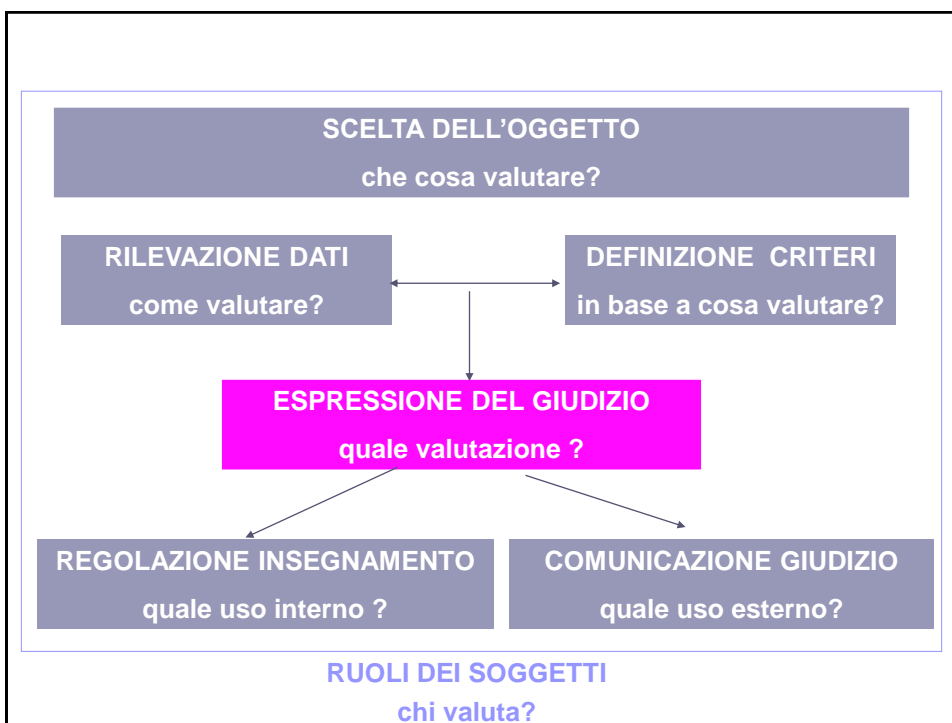 SCELTA DELL’OGGETTO
che cosa valutare?
RILEVAZIONE DATI
come valutare?
DEFINIZIONE CRITERI
in base a cosa valutare?
ESPRESSIONE DEL GIUDIZIO
quale valutazione ?
REGOLAZIONE INSEGNAMENTO
quale uso interno ?
COMUNICAZIONE GIUDIZIO
quale uso esterno?
RUOLI DEI SOGGETTI
chi valuta?